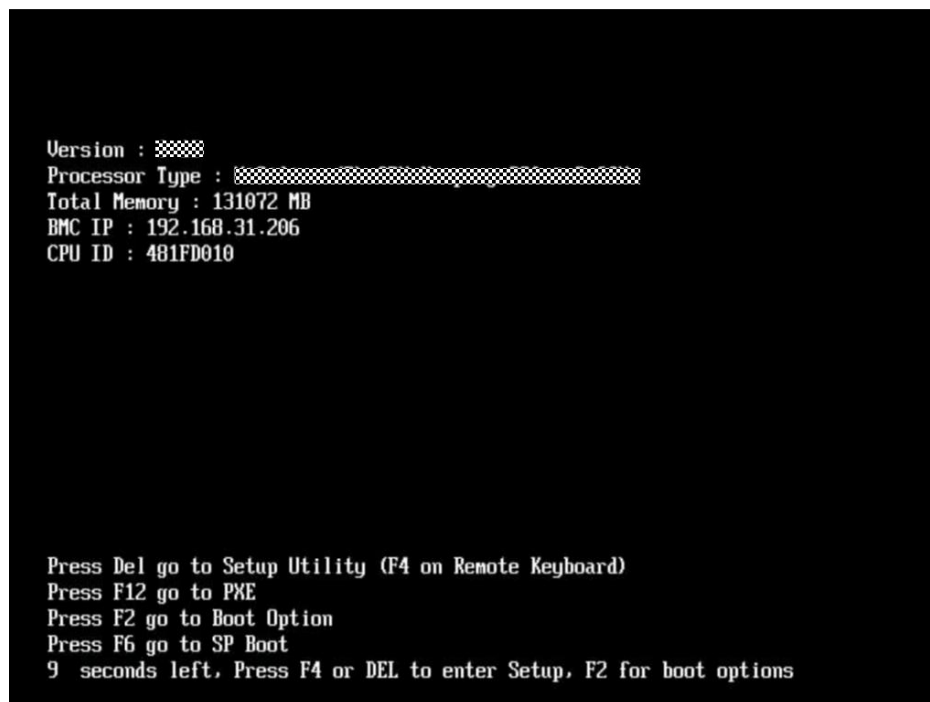 Version :
Processor Type :
Total Memory : 131072 MB
BMC IP : 192.168.31.206
CPU ID : 481FD010
Press Del go to Setup Utility (F4 on Remote Keyboard)
Press F12 go to PXE
Press F2 go to Boot Option
Press F6 go to SP Boot
9 seconds left, Press F4 or DEL to enter Setup, F2 for boot options